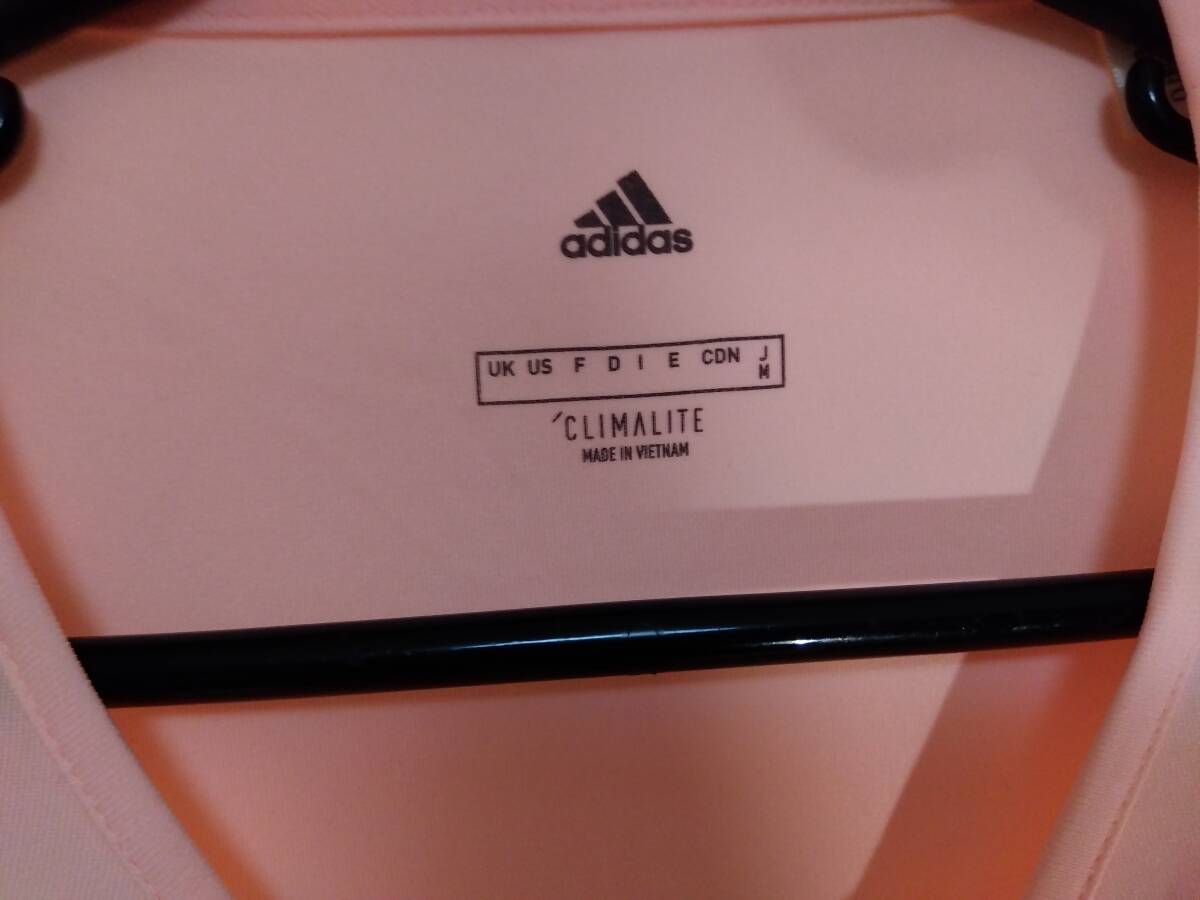 adidas
UK US F D I E CDN J
M
´CLIMALITE
MADE IN VIETNAM